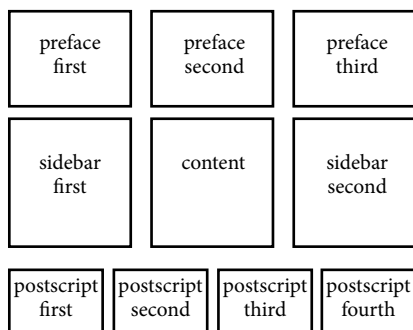 preface
first
preface
second
preface
third
sidebar
first
content
sidebar
second
postscript
first
postscript
second
postscript
third
postscript
fourth